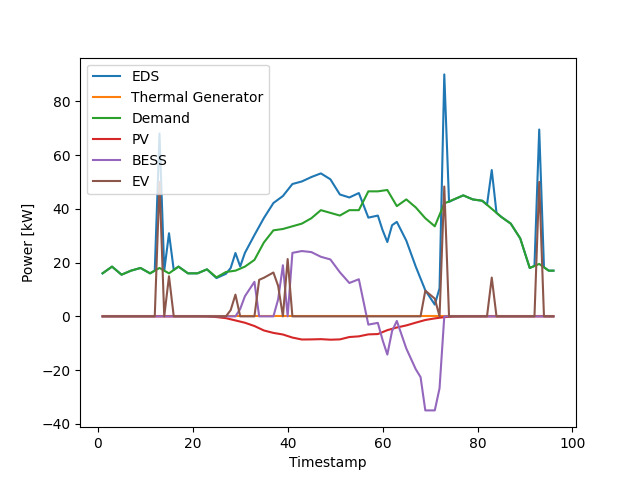 EDS
Thermal Generator
Demand
PV
BESS
EV
Power [kW]
80
60
40
20
0
−20
−40
0 20 40 60 80 100
Timestamp